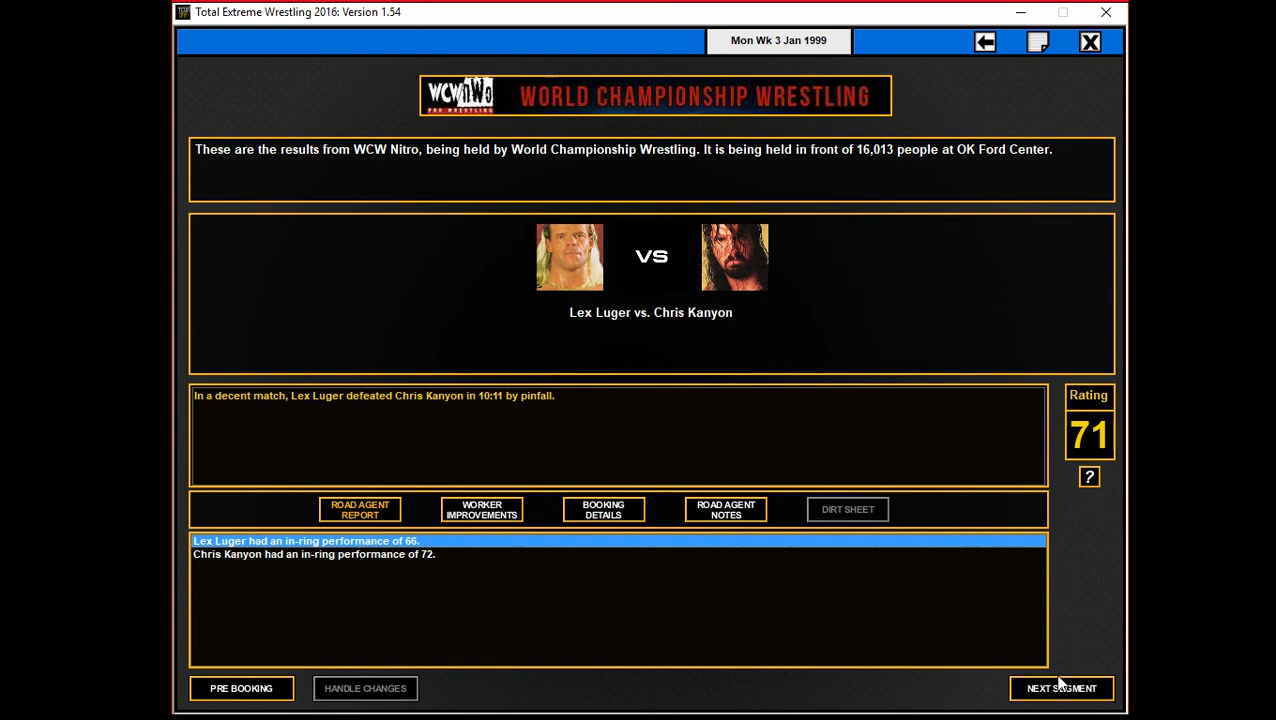 Total Extreme Wrestling 2016: Version 1.54
Mon Wk 3 Jan 1999
WCW nWo
PRO WRESTLING
WORLD CHAMPIONSHIP WRESTLING
These are the results from WCW Nitro, being held by World Championship Wrestling. It is being held in front of 16,013 people at OK Ford Center.
VS
Lex Luger vs. Chris Kanyon
In a decent match, Lex Luger defeated Chris Kanyon in 10:11 by pinfall.
Rating
71
?
ROAD AGENT
REPORT
WORKER
IMPROVEMENTS
BOOKING
DETAILS
ROAD AGENT
NOTES
DIRT SHEET
Lex Luger had an in-ring performance of 66.
Chris Kanyon had an in-ring performance of 72.
PRE BOOKING
HANDLE CHANGES
NEXT SEGMENT